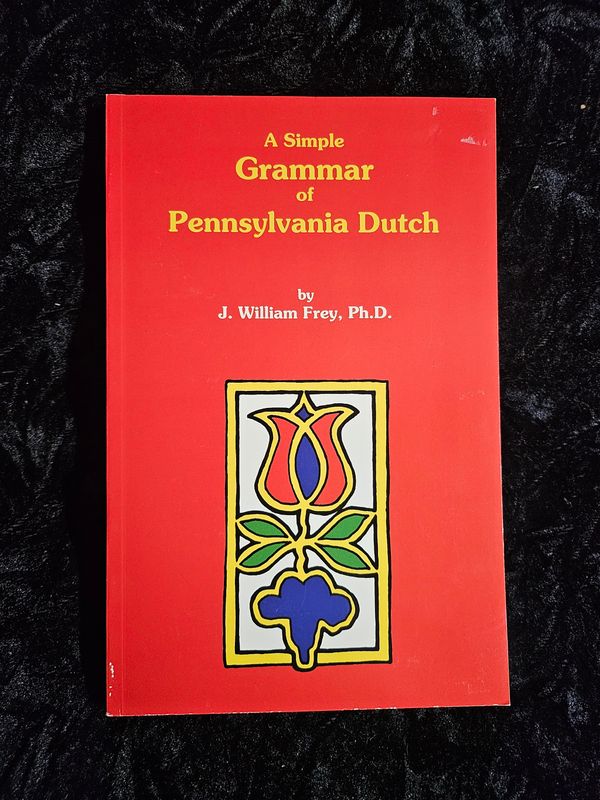 A Simple
Grammar
of
Pennsylvania Dutch
by
J. William Frey, Ph.D.